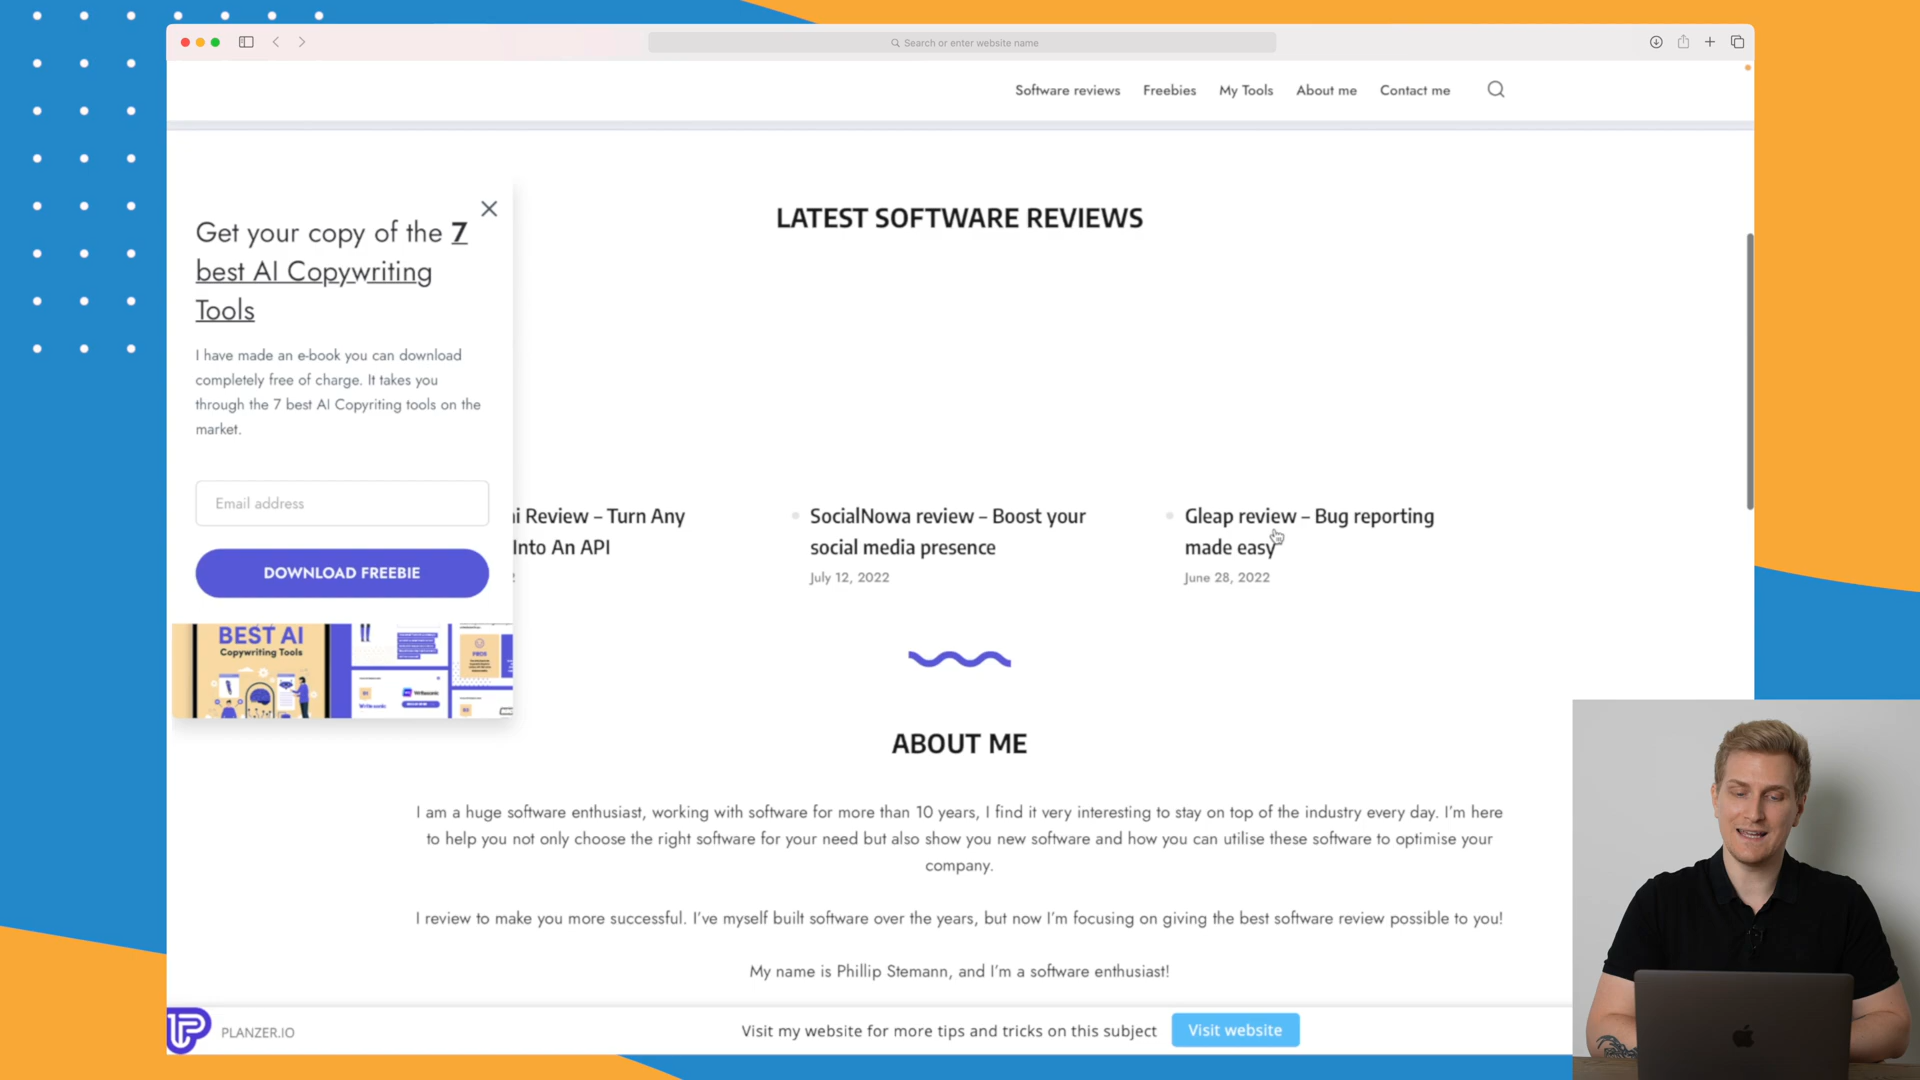 Search or enter website name
Software reviews Freebies My Tools About me Contact me
LATEST SOFTWARE REVIEWS
Get your copy of the 7
best AI Copywriting
Tools
I have made an e-book you can download
completely free of charge. It takes you
through the 7 best AI Copyriting tools on the
market.
Email address
DOWNLOAD FREEBIE
BEST AI
Copywriting Tools
Review – Turn Any
Into An API
SocialNowa review – Boost your
social media presence
July 12, 2022
Gleap review – Bug reporting
made easy
June 28, 2022
ABOUT ME
I am a huge software enthusiast, working with software for more than 10 years, I find it very interesting to stay on top of the industry every day. I'm here
to help you not only choose the right software for your need but also show you new software and how you can utilise these software to optimise your
company.
I review to make you more successful. I've myself built software over the years, but now I'm focusing on giving the best software review possible to you!
My name is Phillip Stemann, and I'm a software enthusiast!
PLANZER.IO
Visit my website for more tips and tricks on this subject
Visit website